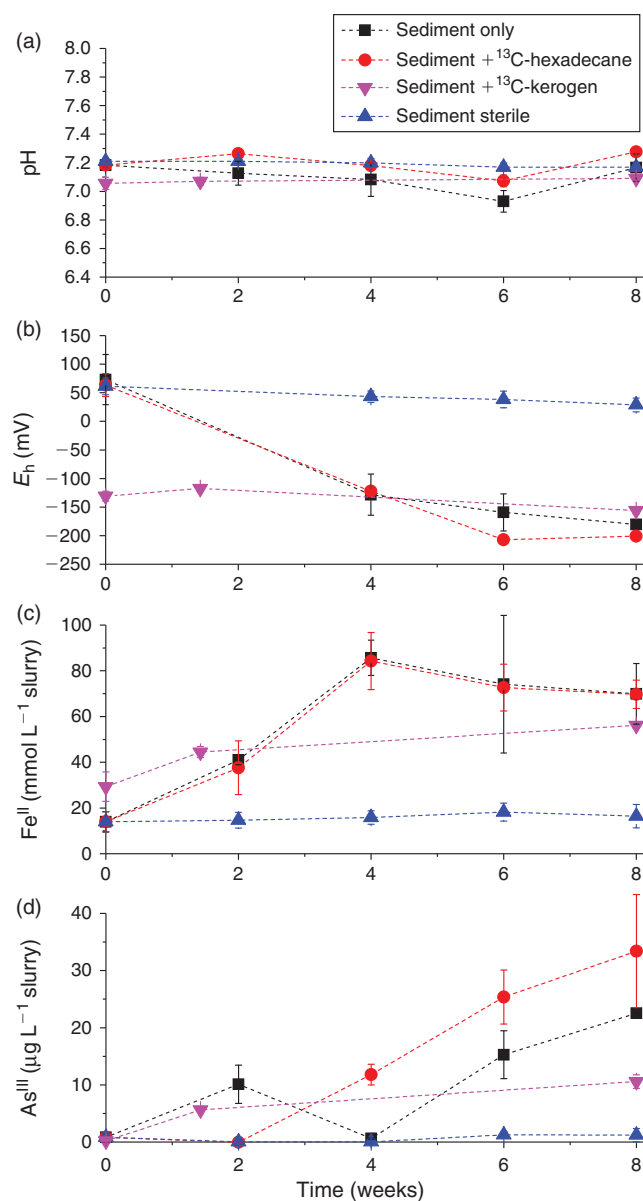 (a)
8.0
7.8
7.6
7.4
7.2
7.0
6.8
6.6
6.4
pH
0 2 4 6 8
Sediment only
Sediment +¹³C-hexadecane
Sediment +¹³C-kerogen
Sediment sterile
(b)
150
100
50
0
−50
−100
−150
−200
−250
Eh (mV)
0 2 4 6 8
(c)
100
80
60
40
20
0
Feᴵᴵ (mmol L⁻¹ slurry)
0 2 4 6 8
(d)
40
30
20
10
0
Asᴵᴵᴵ (µg L⁻¹ slurry)
0 2 4 6 8
Time (weeks)